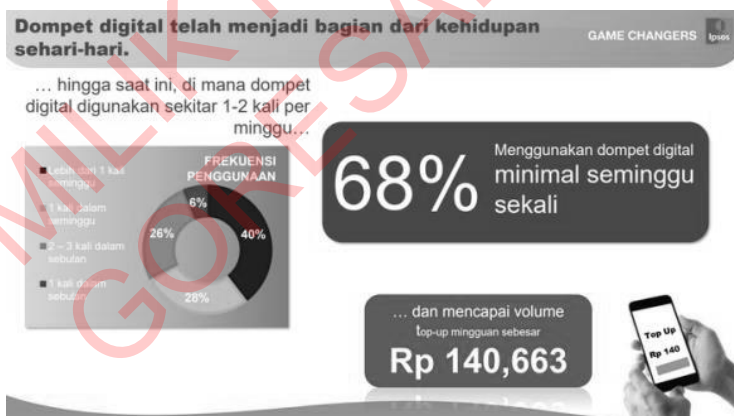 Dompet digital telah menjadi bagian dari kehidupan
sehari-hari.
GAME CHANGERS
Ipsos
… hingga saat ini, di mana dompet
digital digunakan sekitar 1-2 kali per
minggu…
FREKUENSI
PENGGUNAAN
Lebih dari 1 kali
seminggu
1 kali dalam
seminggu
2 – 3 kali dalam
sebulan
1 kali dalam
sebulan
6%
26%
40%
28%
68%
Menggunakan dompet digital
minimal seminggu
sekali
… dan mencapai volume
top-up mingguan sebesar
Rp 140,663
Top Up
Rp 140
MILIK
GORESAN